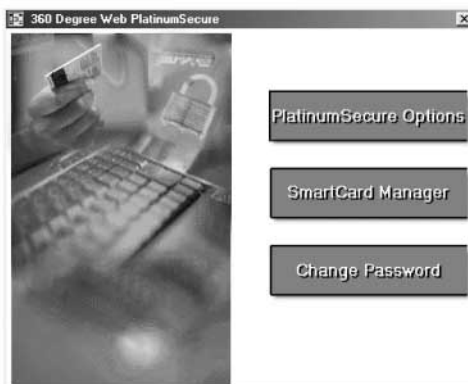 360 Degree Web PlatinumSecure
PlatinumSecure Options
SmartCard Manager
Change Password